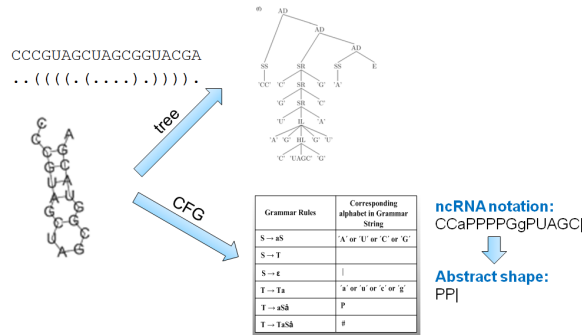 CCCGUAGCUAGCGGUACGA
..((((.(....).)))).
tree
CFG
d)
AD
AD
AD
SS SR SS E
'CC' 'C' SR 'G' 'A'
'G' SR 'C'
'U' IL 'A'
'A' 'G' HL 'G' 'U'
'C' 'UAGC' 'G'
A
C G
C A
C C
G A
U
G U
A G
G G
C C
U G
A
Grammar Rules Corresponding alphabet in Grammar String
S → aS 'A' or 'U' or 'C' or 'G'
S → T
S → ε |
T → Ta 'a' or 'u' or 'c' or 'g'
T → aSâ P
T → TaSâ #
ncRNA notation:
CCaPPPPGgPUAGC|
Abstract shape:
PP|